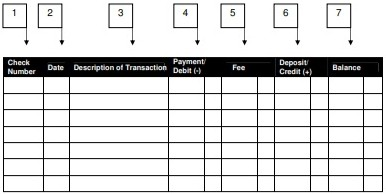 1 2 3 4 5 6 7
Check Number Date Description of Transaction Payment/ Debit (-) Fee Deposit/ Credit (+) Balance